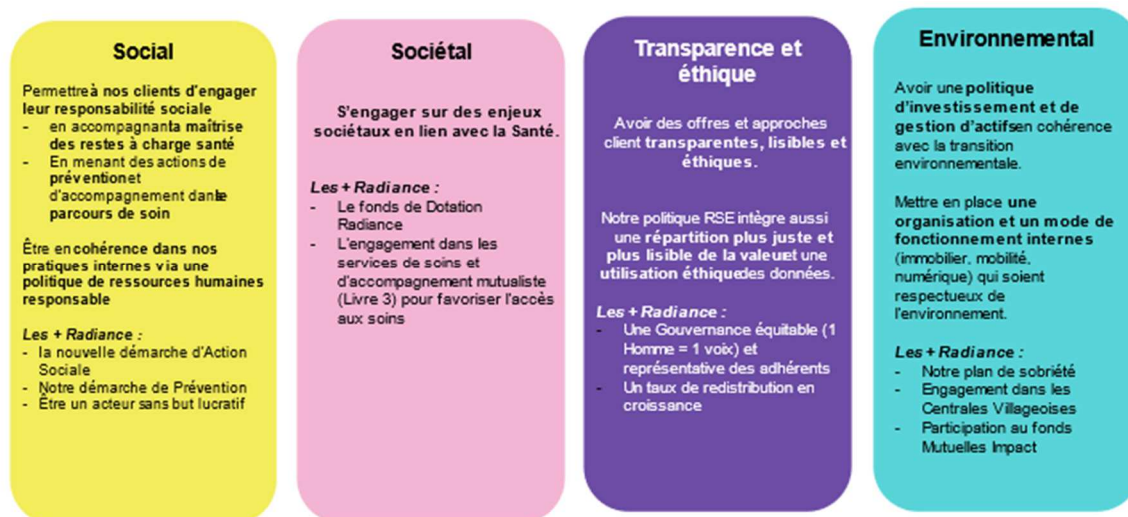 Social
Permettre à nos clients d'engager
leur responsabilité sociale
- en accompagnant la maîtrise
des restes à charge santé
- En menant des actions de
prévention et
d'accompagnement dans le
parcours de soin
Être en cohérence dans nos
pratiques internes via une
politique de ressources humaines
responsable
Les + Radiance :
- la nouvelle démarche d'Action
Sociale
- Notre démarche de Prévention
- Être un acteur sans but lucratif
Sociétal
S'engager sur des enjeux
sociétaux en lien avec la Santé.
Les + Radiance :
- Le fonds de Dotation
Radiance
- L'engagement dans les
services de soins et
d'accompagnement mutualiste
(Livre 3) pour favoriser l'accès
aux soins
Transparence et
éthique
Avoir des offres et approches
client transparentes, lisibles et
éthiques.
Notre politique RSE intègre aussi
une répartition plus juste et
plus lisible de la valeur et une
utilisation éthique des données.
Les + Radiance :
- Une Gouvernance équitable (1
Homme = 1 voix) et
représentative des adhérents
- Un taux de redistribution en
croissance
Environnemental
Avoir une politique
d'investissement et de
gestion d'actifs en cohérence
avec la transition
environnementale.
Mettre en place une
organisation et un mode de
fonctionnement internes
(immobilier, mobilité,
numérique) qui soient
respectueux de
l'environnement.
Les + Radiance :
- Notre plan de sobriété
- Engagement dans les
Centrales Villageoises
- Participation au fonds
Mutuelles Impact